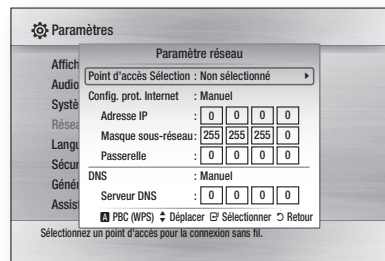 Paramètres
Paramètre réseau
Affich
Audio
Systè
Résea
Langu
Sécur
Génér
Assis
Point d'accès Sélection : Non sélectionné
Config. prot. Internet : Manuel
Adresse IP : 0 0 0 0
Masque sous-réseau : 255 255 255 0
Passerelle : 0 0 0 0
DNS : Manuel
Serveur DNS : 0 0 0 0
A PBC (WPS) Déplacer Sélectionner Retour
Sélectionnez un point d'accès pour la connexion sans fil.